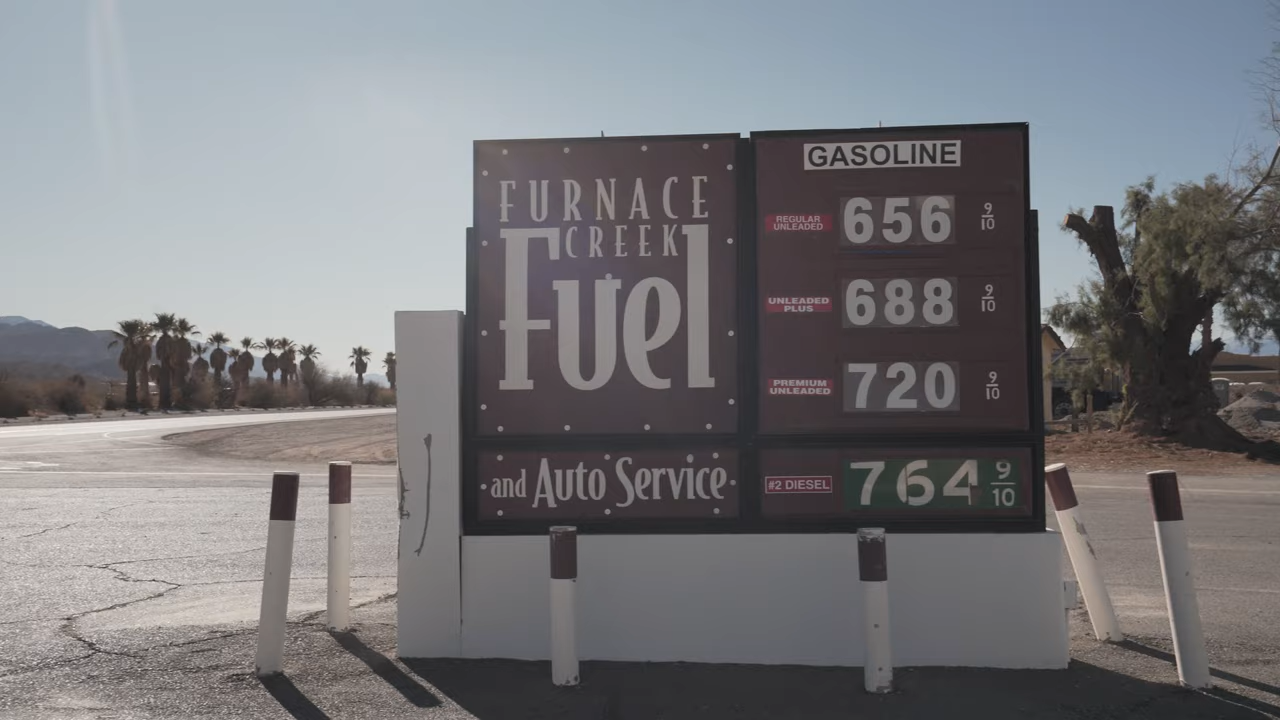 FURNACE
CREEK
Fuel
and Auto Service
GASOLINE
REGULAR
UNLEADED
656 9/10
UNLEADED
PLUS
688 9/10
PREMIUM
UNLEADED
720 9/10
#2 DIESEL
764 9/10